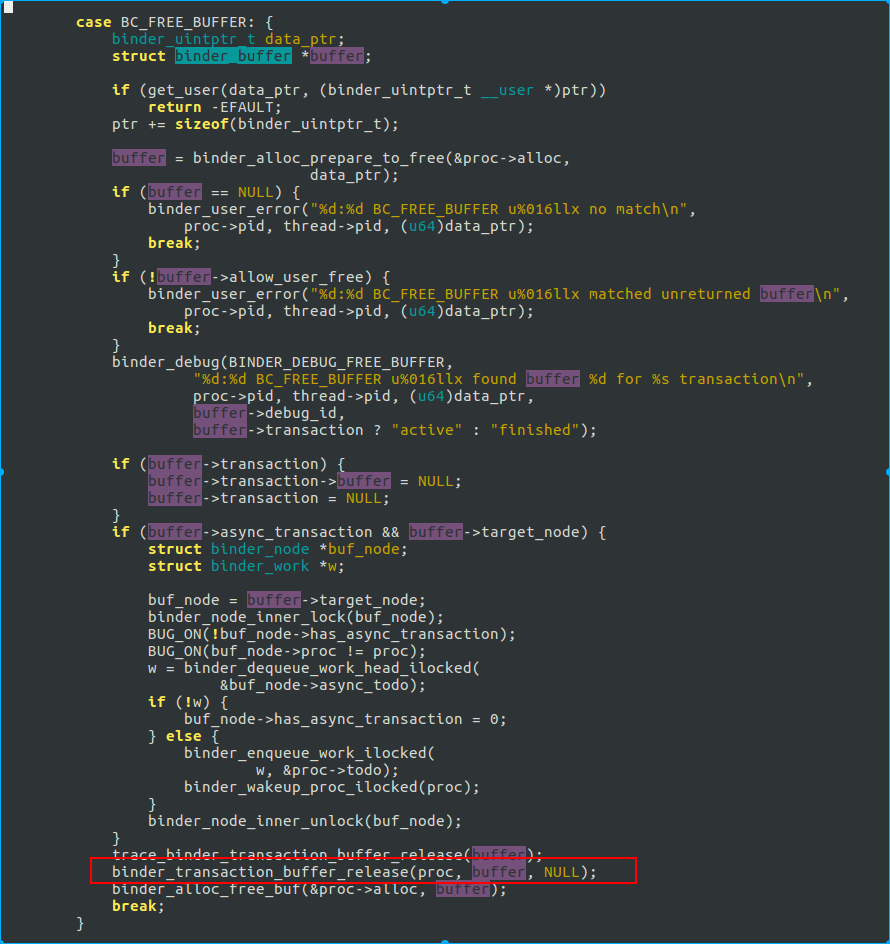 case BC_FREE_BUFFER: {
binder_uintptr_t data_ptr;
struct binder_buffer *buffer;
if (get_user(data_ptr, (binder_uintptr_t __user *)ptr))
return -EFAULT;
ptr += sizeof(binder_uintptr_t);
buffer = binder_alloc_prepare_to_free(&proc->alloc,
data_ptr);
if (buffer == NULL) {
binder_user_error("%d:%d BC_FREE_BUFFER u%016llx no match\n",
proc->pid, thread->pid, (u64)data_ptr);
break;
}
if (!buffer->allow_user_free) {
binder_user_error("%d:%d BC_FREE_BUFFER u%016llx matched unreturned buffer\n",
proc->pid, thread->pid, (u64)data_ptr);
break;
}
binder_debug(BINDER_DEBUG_FREE_BUFFER,
"%d:%d BC_FREE_BUFFER u%016llx found buffer %d for %s transaction\n",
proc->pid, thread->pid, (u64)data_ptr,
buffer->debug_id,
buffer->transaction ? "active" : "finished");
if (buffer->transaction) {
buffer->transaction->buffer = NULL;
buffer->transaction = NULL;
}
if (buffer->async_transaction && buffer->target_node) {
struct binder_node *buf_node;
struct binder_work *w;
buf_node = buffer->target_node;
binder_node_inner_lock(buf_node);
BUG_ON(!buf_node->has_async_transaction);
BUG_ON(buf_node->proc != proc);
w = binder_dequeue_work_head_ilocked(
&buf_node->async_todo);
if (!w) {
buf_node->has_async_transaction = 0;
} else {
binder_enqueue_work_ilocked(
w, &proc->todo);
binder_wakeup_proc_ilocked(proc);
}
binder_node_inner_unlock(buf_node);
}
trace_binder_transaction_buffer_release(buffer);
binder_transaction_buffer_release(proc, buffer, NULL);
binder_alloc_free_buf(&proc->alloc, buffer);
break;
}